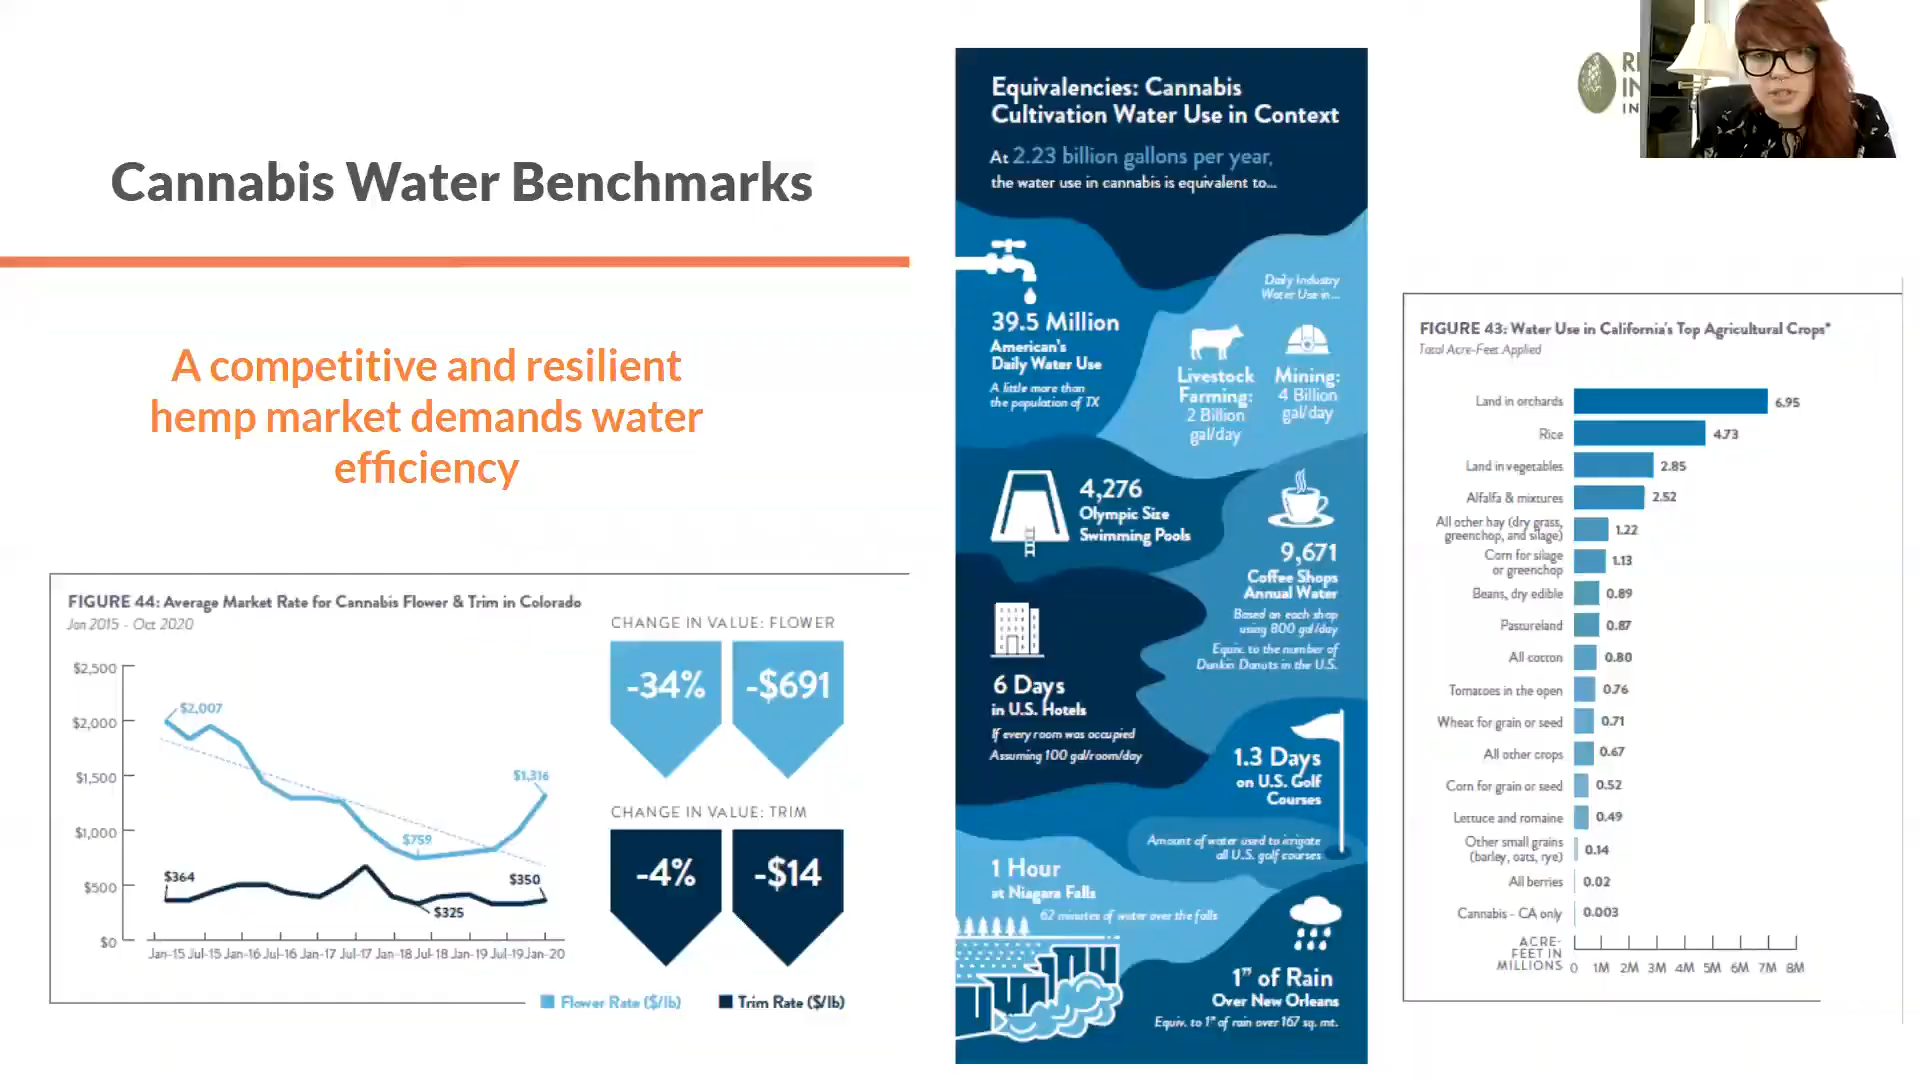 Cannabis Water Benchmarks
A competitive and resilient
hemp market demands water
efficiency
FIGURE 44: Average Market Rate for Cannabis Flower & Trim in Colorado
Jan 2015 - Oct 2020
$2,500
$2,000
$1,500
$1,000
$500
$0
$2,007
$759
$1,316
$364
$325
$350
Jan-15 Jul-15 Jan-16 Jul-16 Jan-17 Jul-17 Jan-18 Jul-18 Jan-19 Jul-19 Jan-20
CHANGE IN VALUE: FLOWER
-34% -$691
CHANGE IN VALUE: TRIM
-4% -$14
Flower Rate ($/lb) Trim Rate ($/lb)
Equivalencies: Cannabis
Cultivation Water Use in Context
At 2.23 billion gallons per year,
the water use in cannabis is equivalent to...
39.5 Million
American's
Daily Water Use
A little more than
the population of TX
Daily Industry
Water Use in...
Livestock
Farming:
2 Billion
gal/day
Mining:
4 Billion
gal/day
4,276
Olympic Size
Swimming Pools
9,671
Coffee Shops
Annual Water
Based on each shop
using 800 gal/day
Equiv. to the number of
Dunkin Donuts in the U.S.
6 Days
in U.S. Hotels
If every room was occupied
Assuming 100 gal/room/day
1.3 Days
on U.S. Golf
Courses
Amount of water used to irrigate
all U.S. golf courses
1 Hour
at Niagara Falls
62 minutes of water over the falls
1” of Rain
Over New Orleans
Equiv. to 1" of rain over 167 sq. mt.
FIGURE 43: Water Use in California's Top Agricultural Crops*
Total Acre-Feet Applied
Land in orchards 6.95
Rice 4.73
Land in vegetables 2.85
Alfalfa & mixtures 2.52
All other hay (dry grass,
greenchop, and silage) 1.22
Corn for silage
or greenchop 1.13
Beans, dry edible 0.89
Pastureland 0.87
All cotton 0.80
Tomatoes in the open 0.76
Wheat for grain or seed 0.71
All other crops 0.67
Corn for grain or seed 0.52
Lettuce and romaine 0.49
Other small grains
(barley, oats, rye) 0.14
All berries 0.02
Cannabis - CA only 0.003
ACRE-
FEET IN
MILLIONS
0 1M 2M 3M 4M 5M 6M 7M 8M